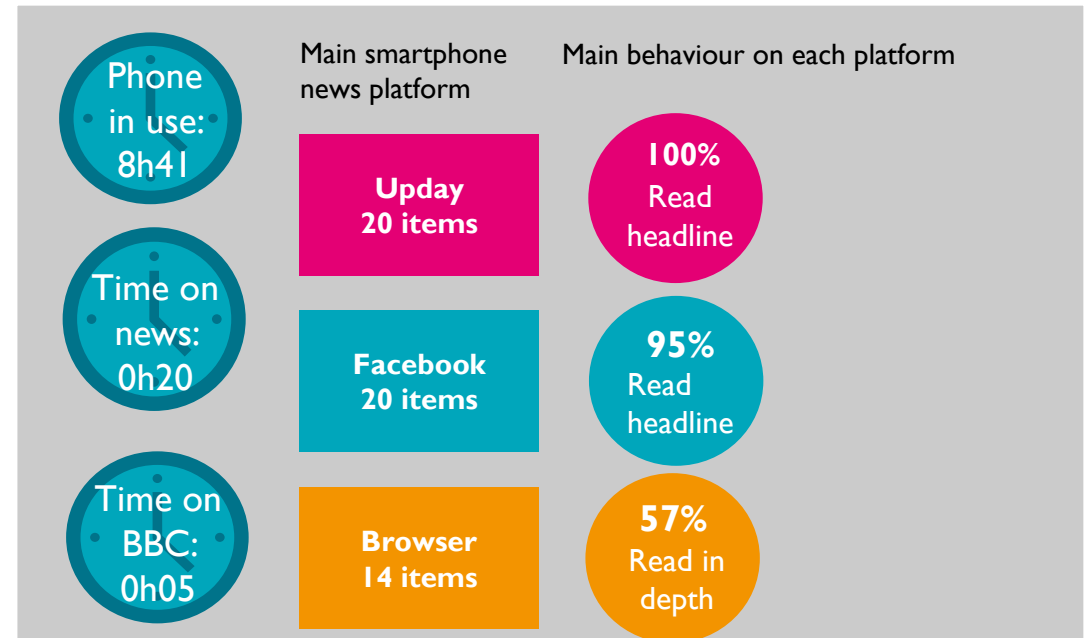 Phone
in use:
8h41
Time on
news:
0h20
Time on
BBC:
0h05
Main smartphone
news platform
Upday
20 items
Facebook
20 items
Browser
14 items
Main behaviour on each platform
100%
Read
headline
95%
Read
headline
57%
Read in
depth